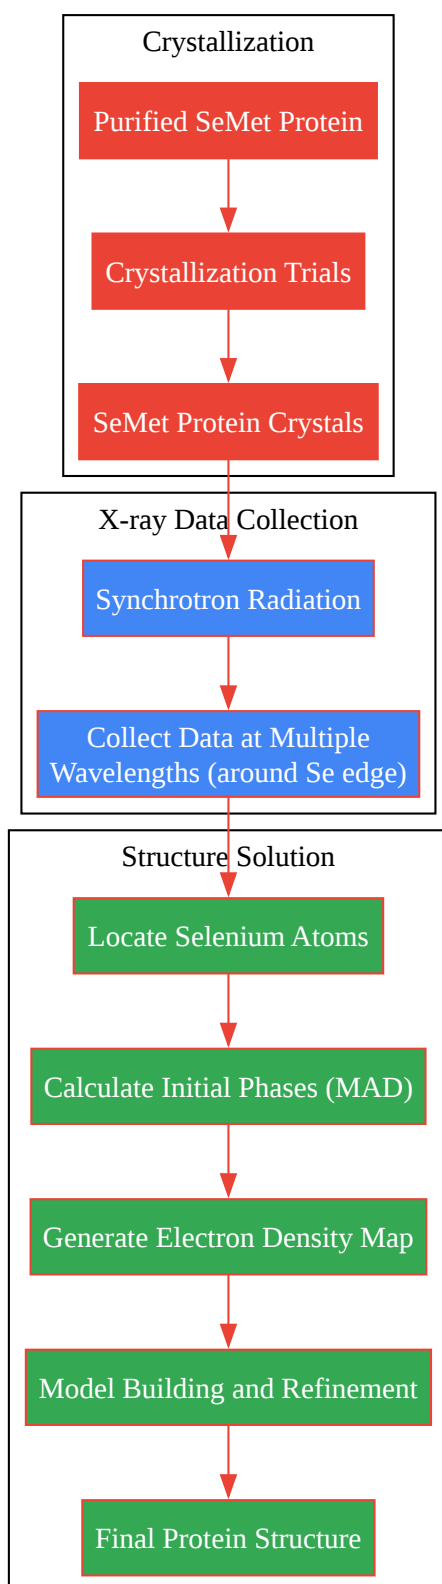 Crystallization
Purified SeMet Protein
Crystallization Trials
SeMet Protein Crystals
X-ray Data Collection
Synchrotron Radiation
Collect Data at Multiple
Wavelengths (around Se edge)
Structure Solution
Locate Selenium Atoms
Calculate Initial Phases (MAD)
Generate Electron Density Map
Model Building and Refinement
Final Protein Structure